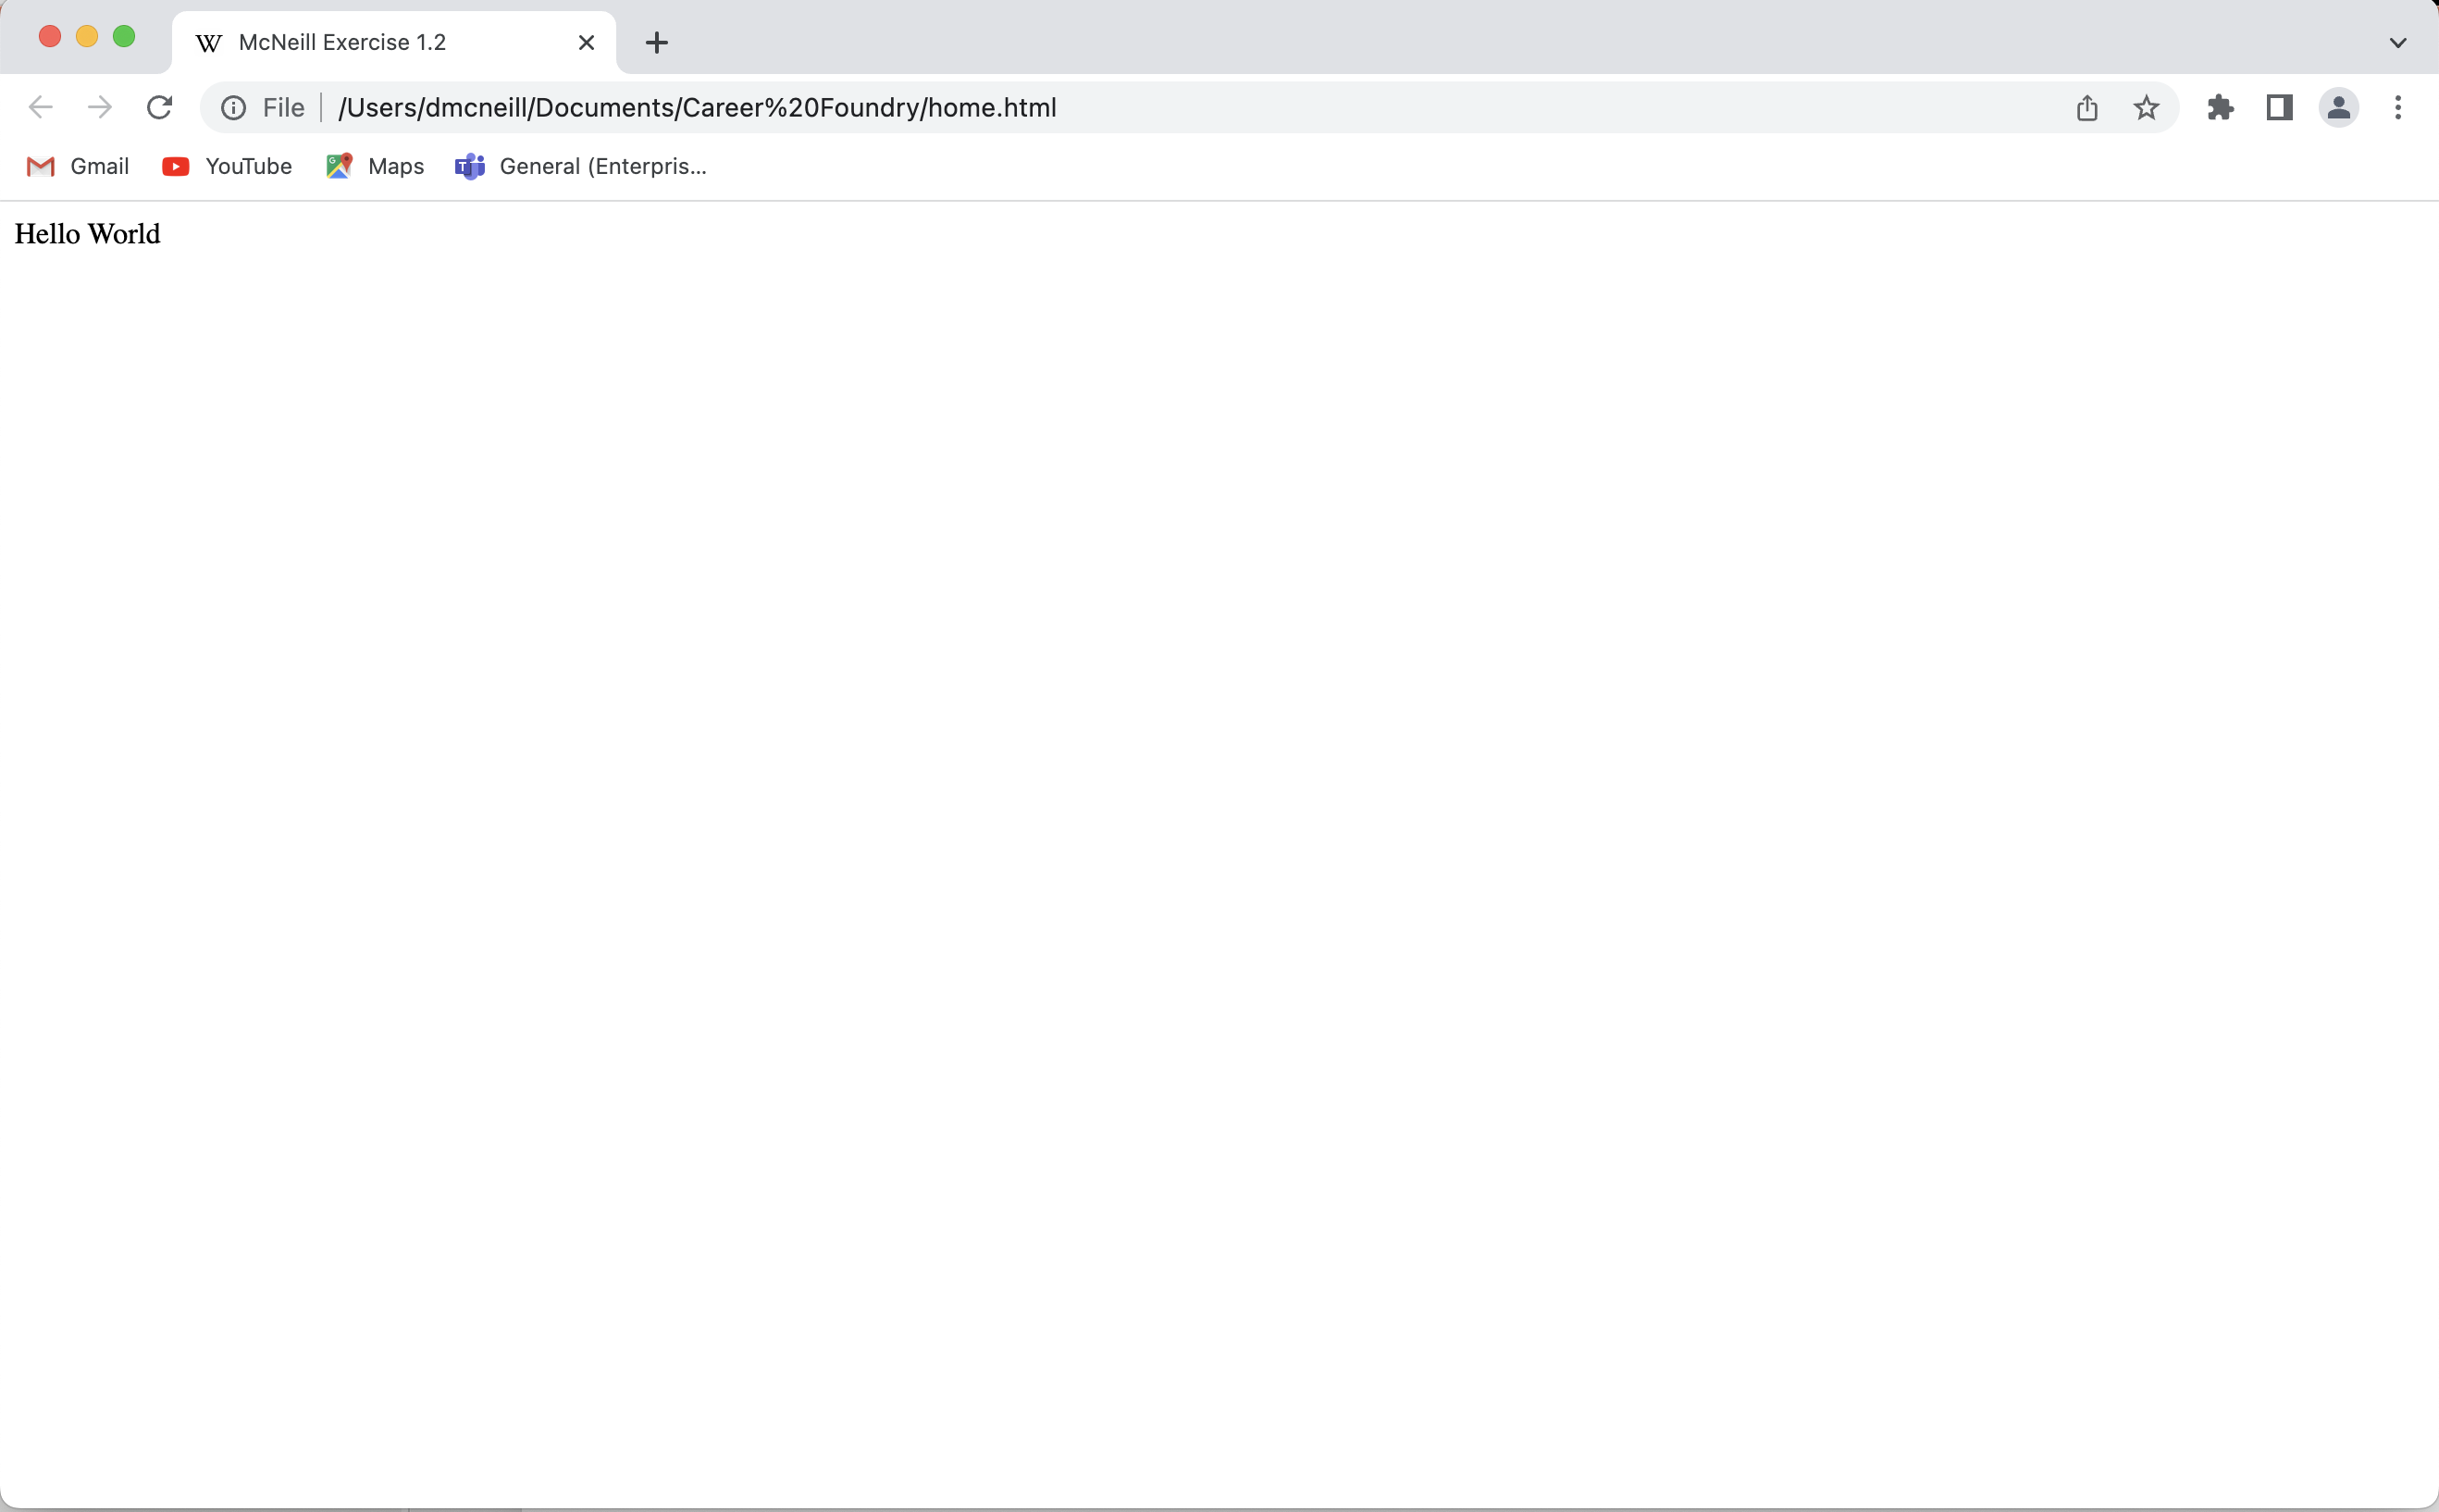 W McNeill Exercise 1.2
File /Users/dmcneill/Documents/Career%20Foundry/home.html
Gmail YouTube Maps General (Enterpris...
Hello World